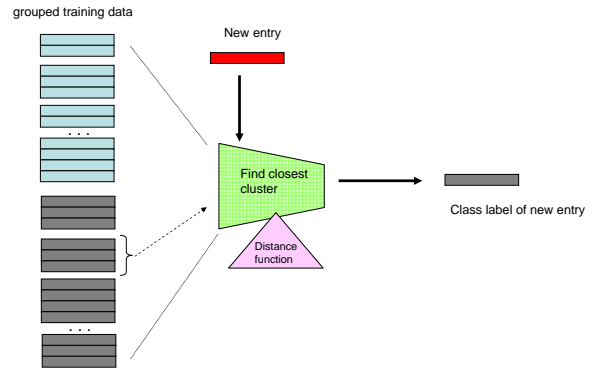 grouped training data
New entry
. . .
Find closest
cluster
Class label of new entry
Distance
function
. . .